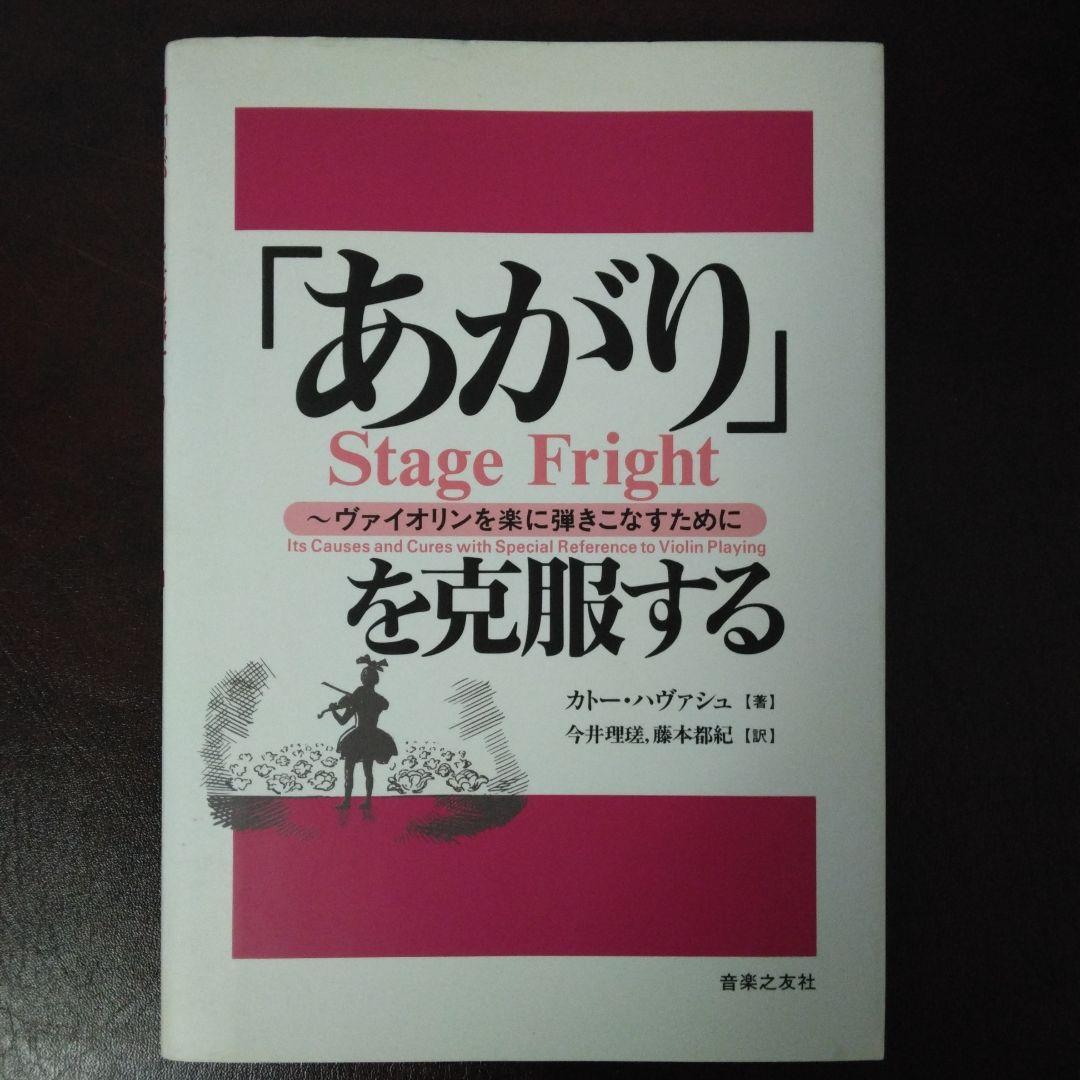 「あがり」
Stage Fright
～ヴァイオリンを楽に弾きこなすために
Its Causes and Cures with Special Reference to Violin Playing
を克服する
カトー・ハヴァシュ【著】
今井理瑳,藤本都紀【訳】
音楽之友社